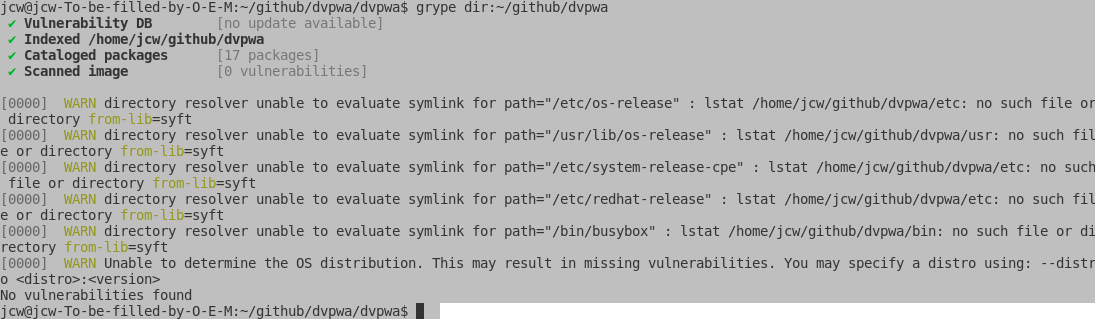 jcw@jcw-To-be-filled-by-O-E-M:~/github/dvpwa/dvpwa$ grype dir:~/github/dvpwa
✔ Vulnerability DB [no update available]
✔ Indexed /home/jcw/github/dvpwa
✔ Cataloged packages [17 packages]
✔ Scanned image [0 vulnerabilities]
[0000] WARN directory resolver unable to evaluate symlink for path="/etc/os-release" : lstat /home/jcw/github/dvpwa/etc: no such file or
directory from-lib=syft
[0000] WARN directory resolver unable to evaluate symlink for path="/usr/lib/os-release" : lstat /home/jcw/github/dvpwa/usr: no such fil
e or directory from-lib=syft
[0000] WARN directory resolver unable to evaluate symlink for path="/etc/system-release-cpe" : lstat /home/jcw/github/dvpwa/etc: no such
file or directory from-lib=syft
[0000] WARN directory resolver unable to evaluate symlink for path="/etc/redhat-release" : lstat /home/jcw/github/dvpwa/etc: no such fil
e or directory from-lib=syft
[0000] WARN directory resolver unable to evaluate symlink for path="/bin/busybox" : lstat /home/jcw/github/dvpwa/bin: no such file or di
rectory from-lib=syft
[0000] WARN Unable to determine the OS distribution. This may result in missing vulnerabilities. You may specify a distro using: --distr
o <distro>:<version>
No vulnerabilities found
jcw@jcw-To-be-filled-by-O-E-M:~/github/dvpwa/dvpwa$